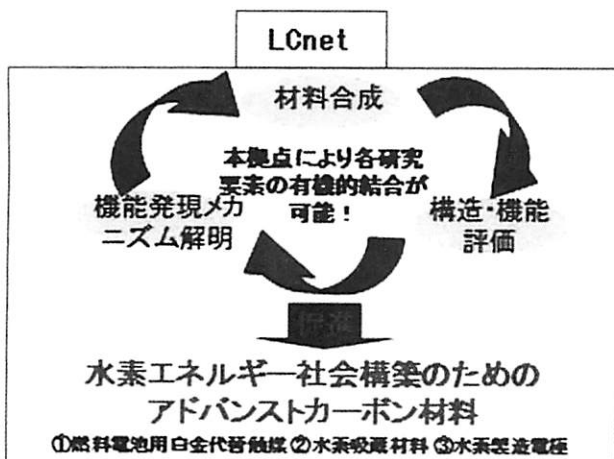 LCnet
材料合成
本拠点により各研究
要素の有機的結合が
可能！
機能発現メカ
ニズム解明
構造・機能
評価
水素エネルギー社会構築のための
アドバンストカーボン材料
①燃料電池用白金代替触媒 ②水素吸蔵材料 ③水素製造電極